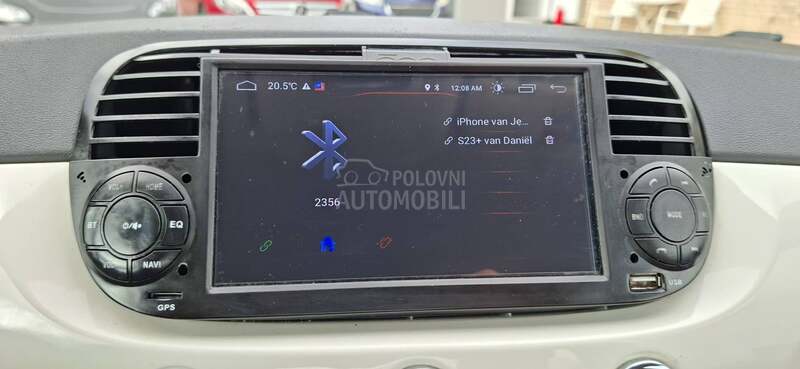 20.5°C
12:08 AM
iPhone van Je...
S23+ van Daniël
2356
POLOVNI
AUTOMOBILI
VOL+
HOME
BT
EQ
NAVI
GPS
BND
MODE
USB